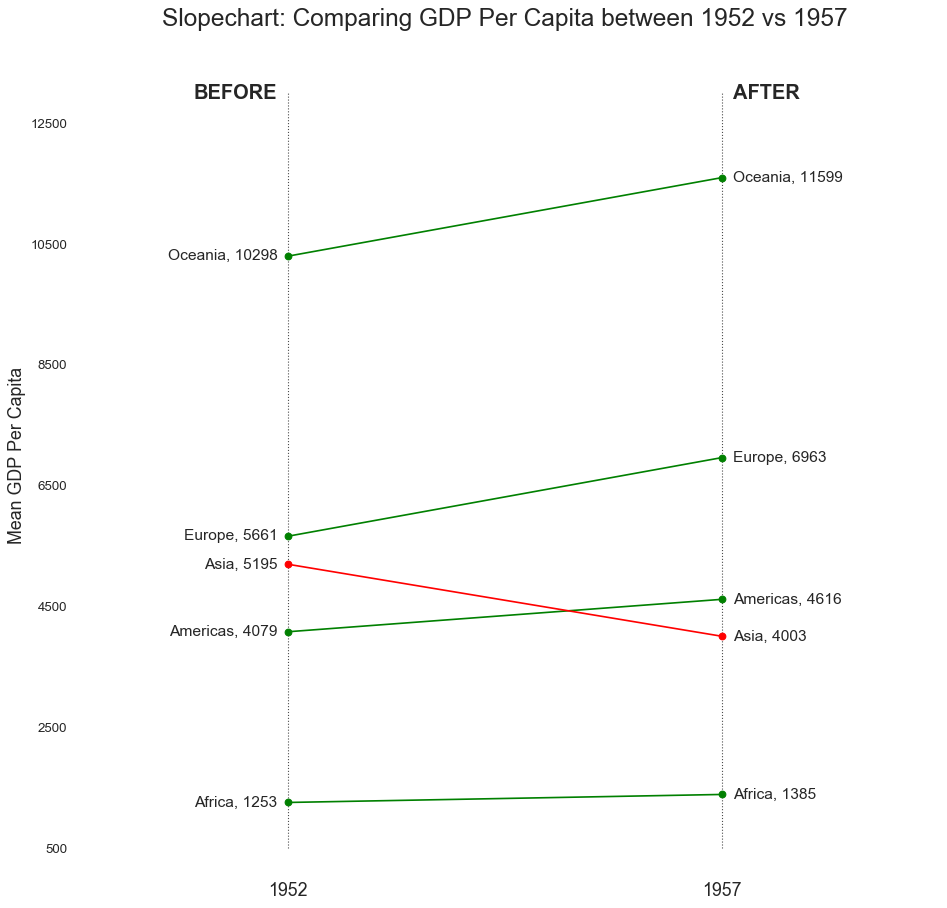 Slopechart: Comparing GDP Per Capita between 1952 vs 1957
BEFORE
AFTER
12500
Oceania, 11599
10500
Oceania, 10298
8500
Mean GDP Per Capita
Europe, 6963
6500
Europe, 5661
Asia, 5195
4500
Americas, 4616
Americas, 4079
Asia, 4003
2500
Africa, 1385
Africa, 1253
500
1952
1957